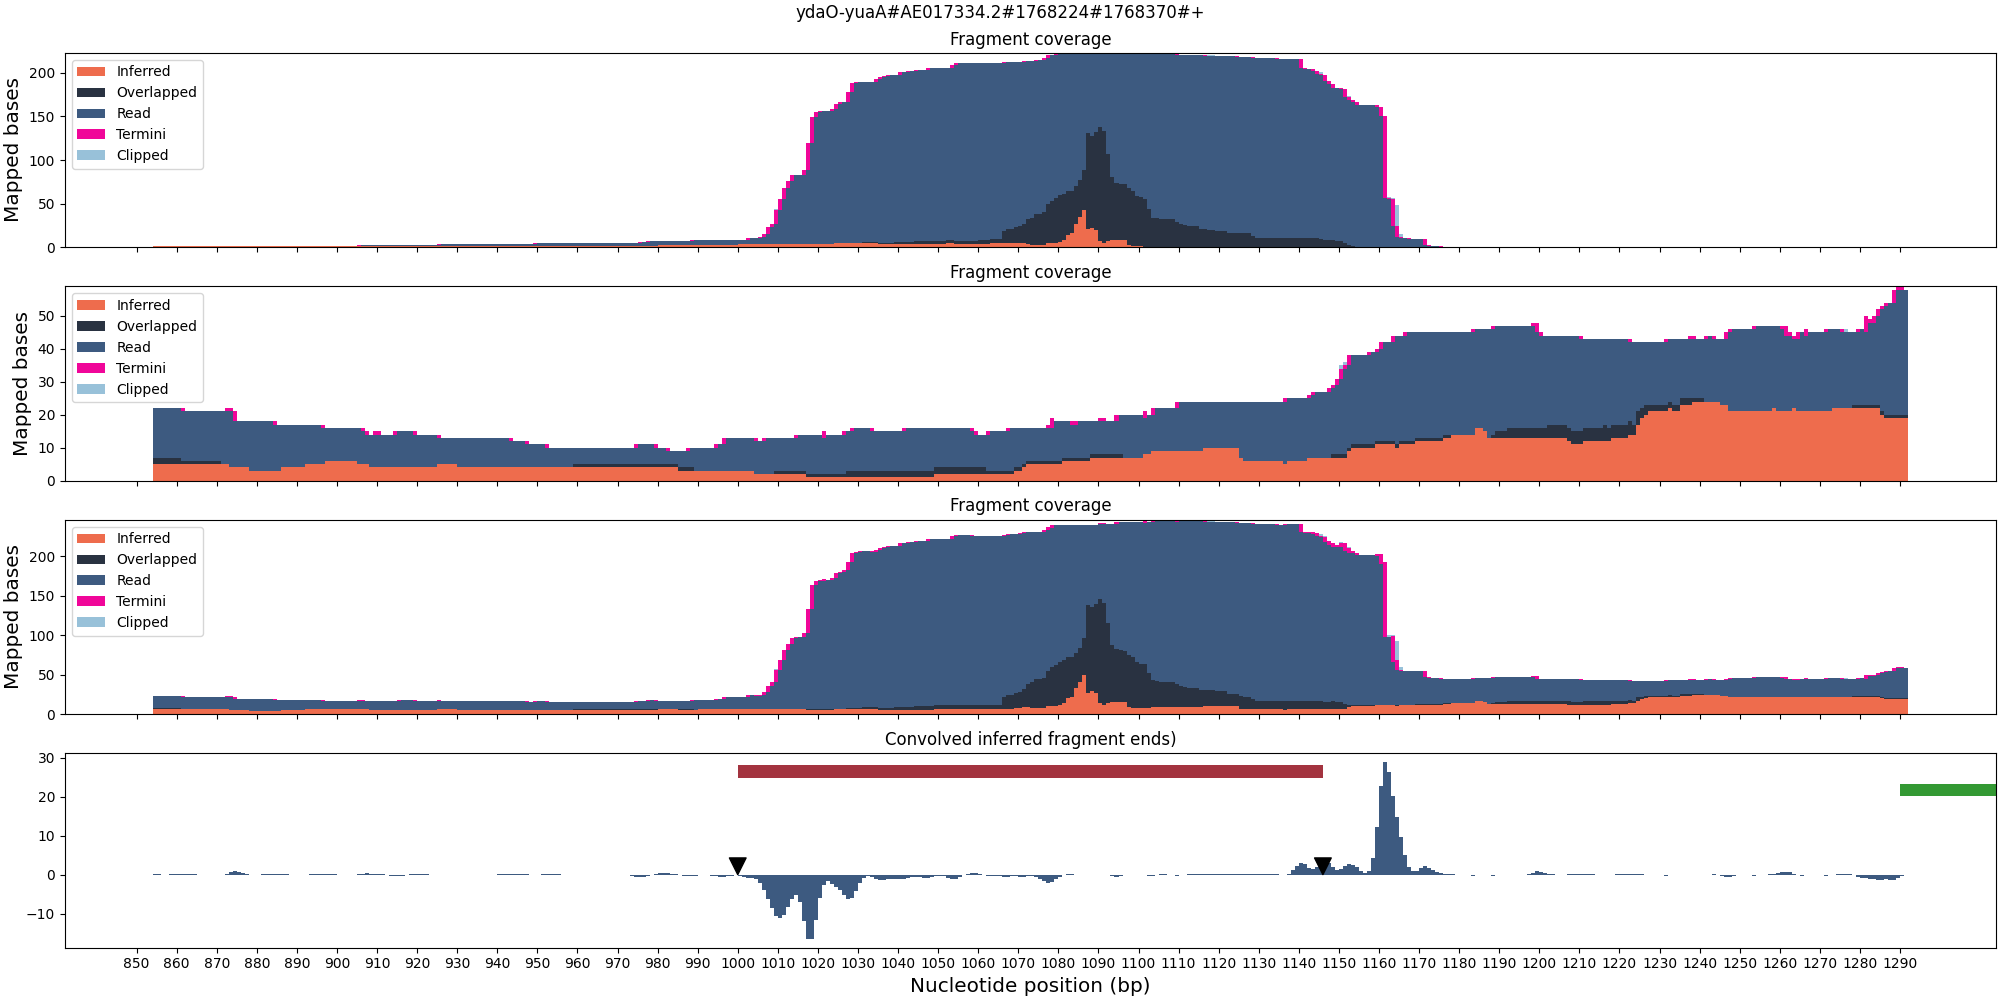 ydaO-yuaA#AE017334.2#1768224#1768370#+
Fragment coverage
Mapped bases
200
150
100
50
0
Inferred
Overlapped
Read
Termini
Clipped
Fragment coverage
Mapped bases
50
40
30
20
10
0
Inferred
Overlapped
Read
Termini
Clipped
Fragment coverage
Mapped bases
200
150
100
50
0
Inferred
Overlapped
Read
Termini
Clipped
Convolved inferred fragment ends)
30
20
10
0
−10
850 860 870 880 890 900 910 920 930 940 950 960 970 980 990 1000 1010 1020 1030 1040 1050 1060 1070 1080 1090 1100 1110 1120 1130 1140 1150 1160 1170 1180 1190 1200 1210 1220 1230 1240 1250 1260 1270 1280 1290
Nucleotide position (bp)